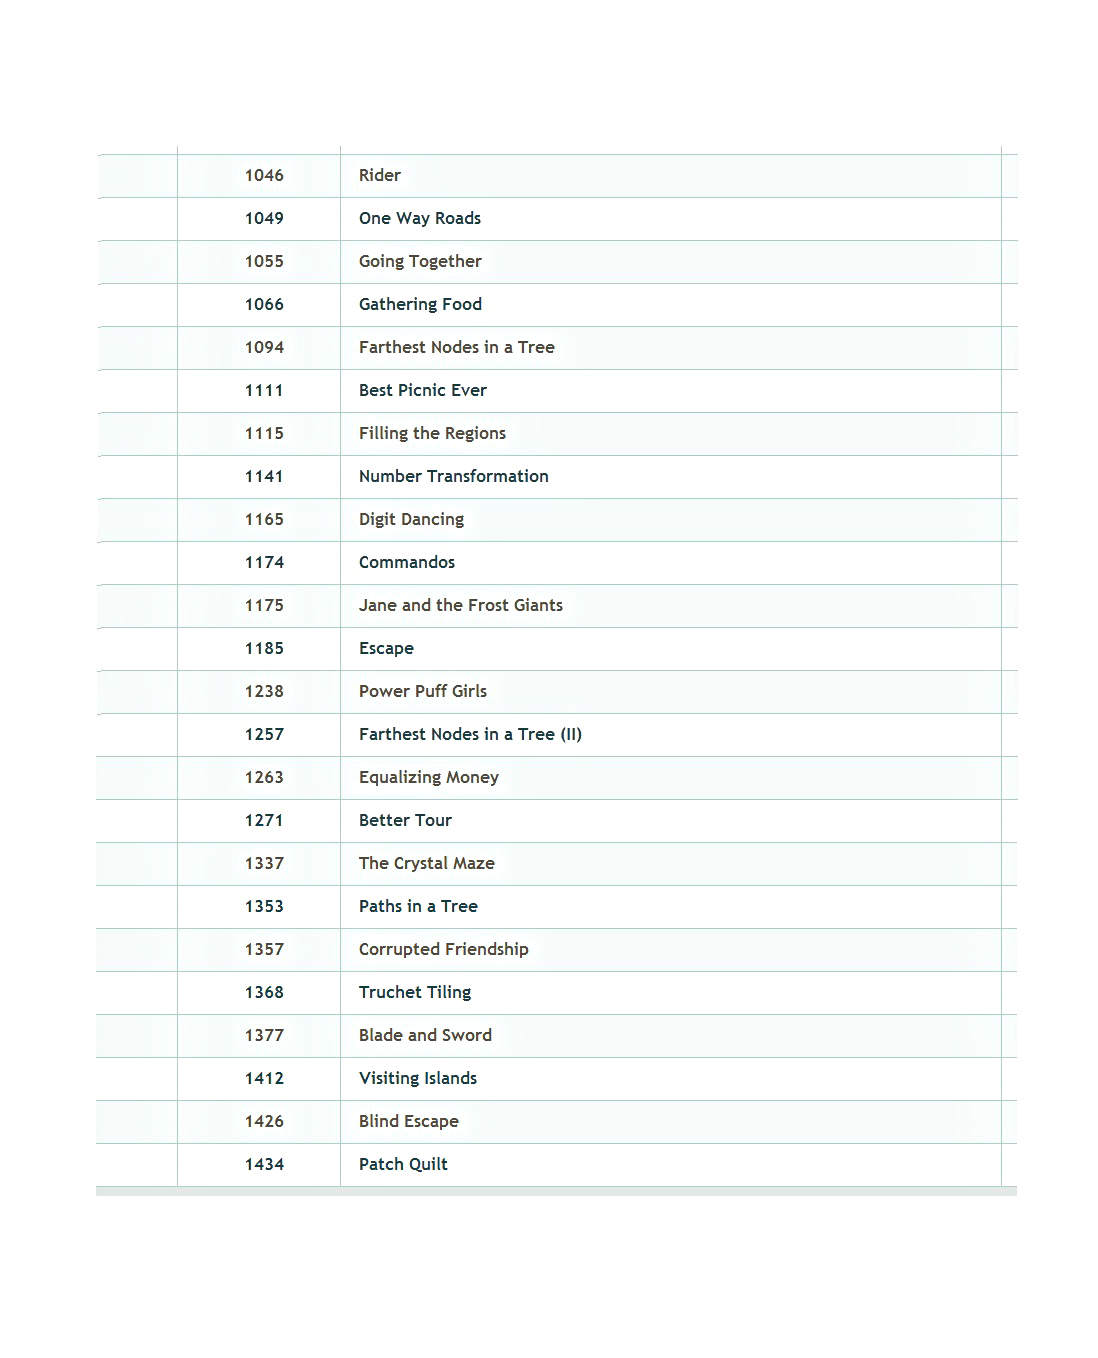 1046 Rider
1049 One Way Roads
1055 Going Together
1066 Gathering Food
1094 Farthest Nodes in a Tree
1111 Best Picnic Ever
1115 Filling the Regions
1141 Number Transformation
1165 Digit Dancing
1174 Commandos
1175 Jane and the Frost Giants
1185 Escape
1238 Power Puff Girls
1257 Farthest Nodes in a Tree (II)
1263 Equalizing Money
1271 Better Tour
1337 The Crystal Maze
1353 Paths in a Tree
1357 Corrupted Friendship
1368 Truchet Tiling
1377 Blade and Sword
1412 Visiting Islands
1426 Blind Escape
1434 Patch Quilt